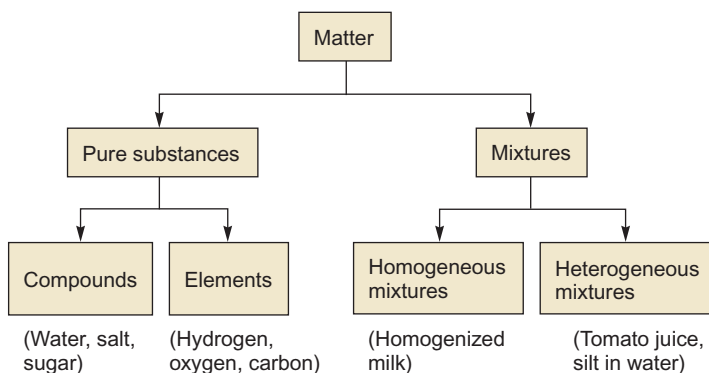 Matter
Pure substances
Mixtures
Compounds
Elements
Homogeneous
mixtures
Heterogeneous
mixtures
(Water, salt,
sugar)
(Hydrogen,
oxygen, carbon)
(Homogenized
milk)
(Tomato juice,
silt in water)